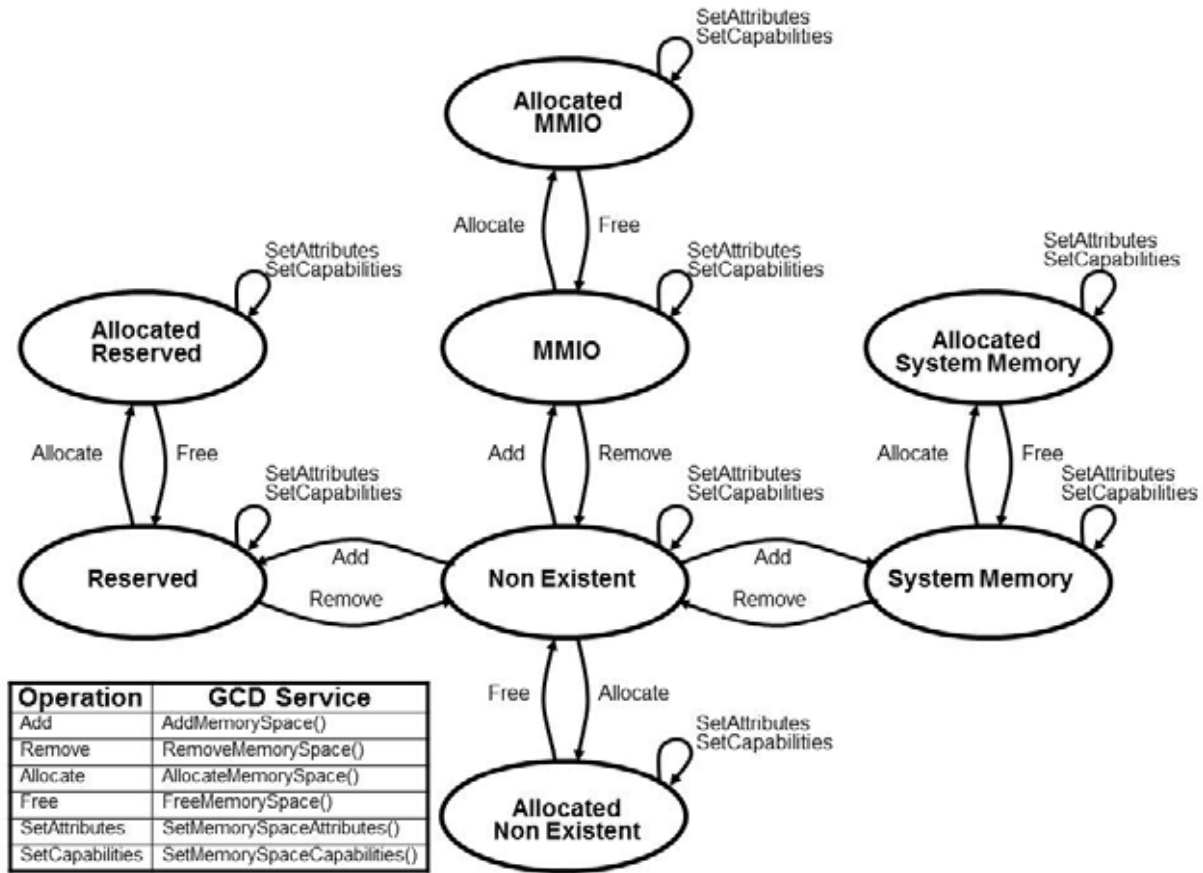 SetAttributes
SetCapabilities
Allocated
MMIO
Allocate
Free
SetAttributes
SetCapabilities
SetAttributes
SetCapabilities
SetAttributes
SetCapabilities
Allocated
Reserved
MMIO
Allocated
System Memory
Allocate
Free
Add
Remove
Allocate
Free
SetAttributes
SetCapabilities
SetAttributes
SetCapabilities
SetAttributes
SetCapabilities
Reserved
Add
Remove
Non Existent
Add
Remove
System Memory
Free
Allocate
SetAttributes
SetCapabilities
Allocated
Non Existent
Operation GCD Service
Add AddMemorySpace()
Remove RemoveMemorySpace()
Allocate AllocateMemorySpace()
Free FreeMemorySpace()
SetAttributes SetMemorySpaceAttributes()
SetCapabilities SetMemorySpaceCapabilities()